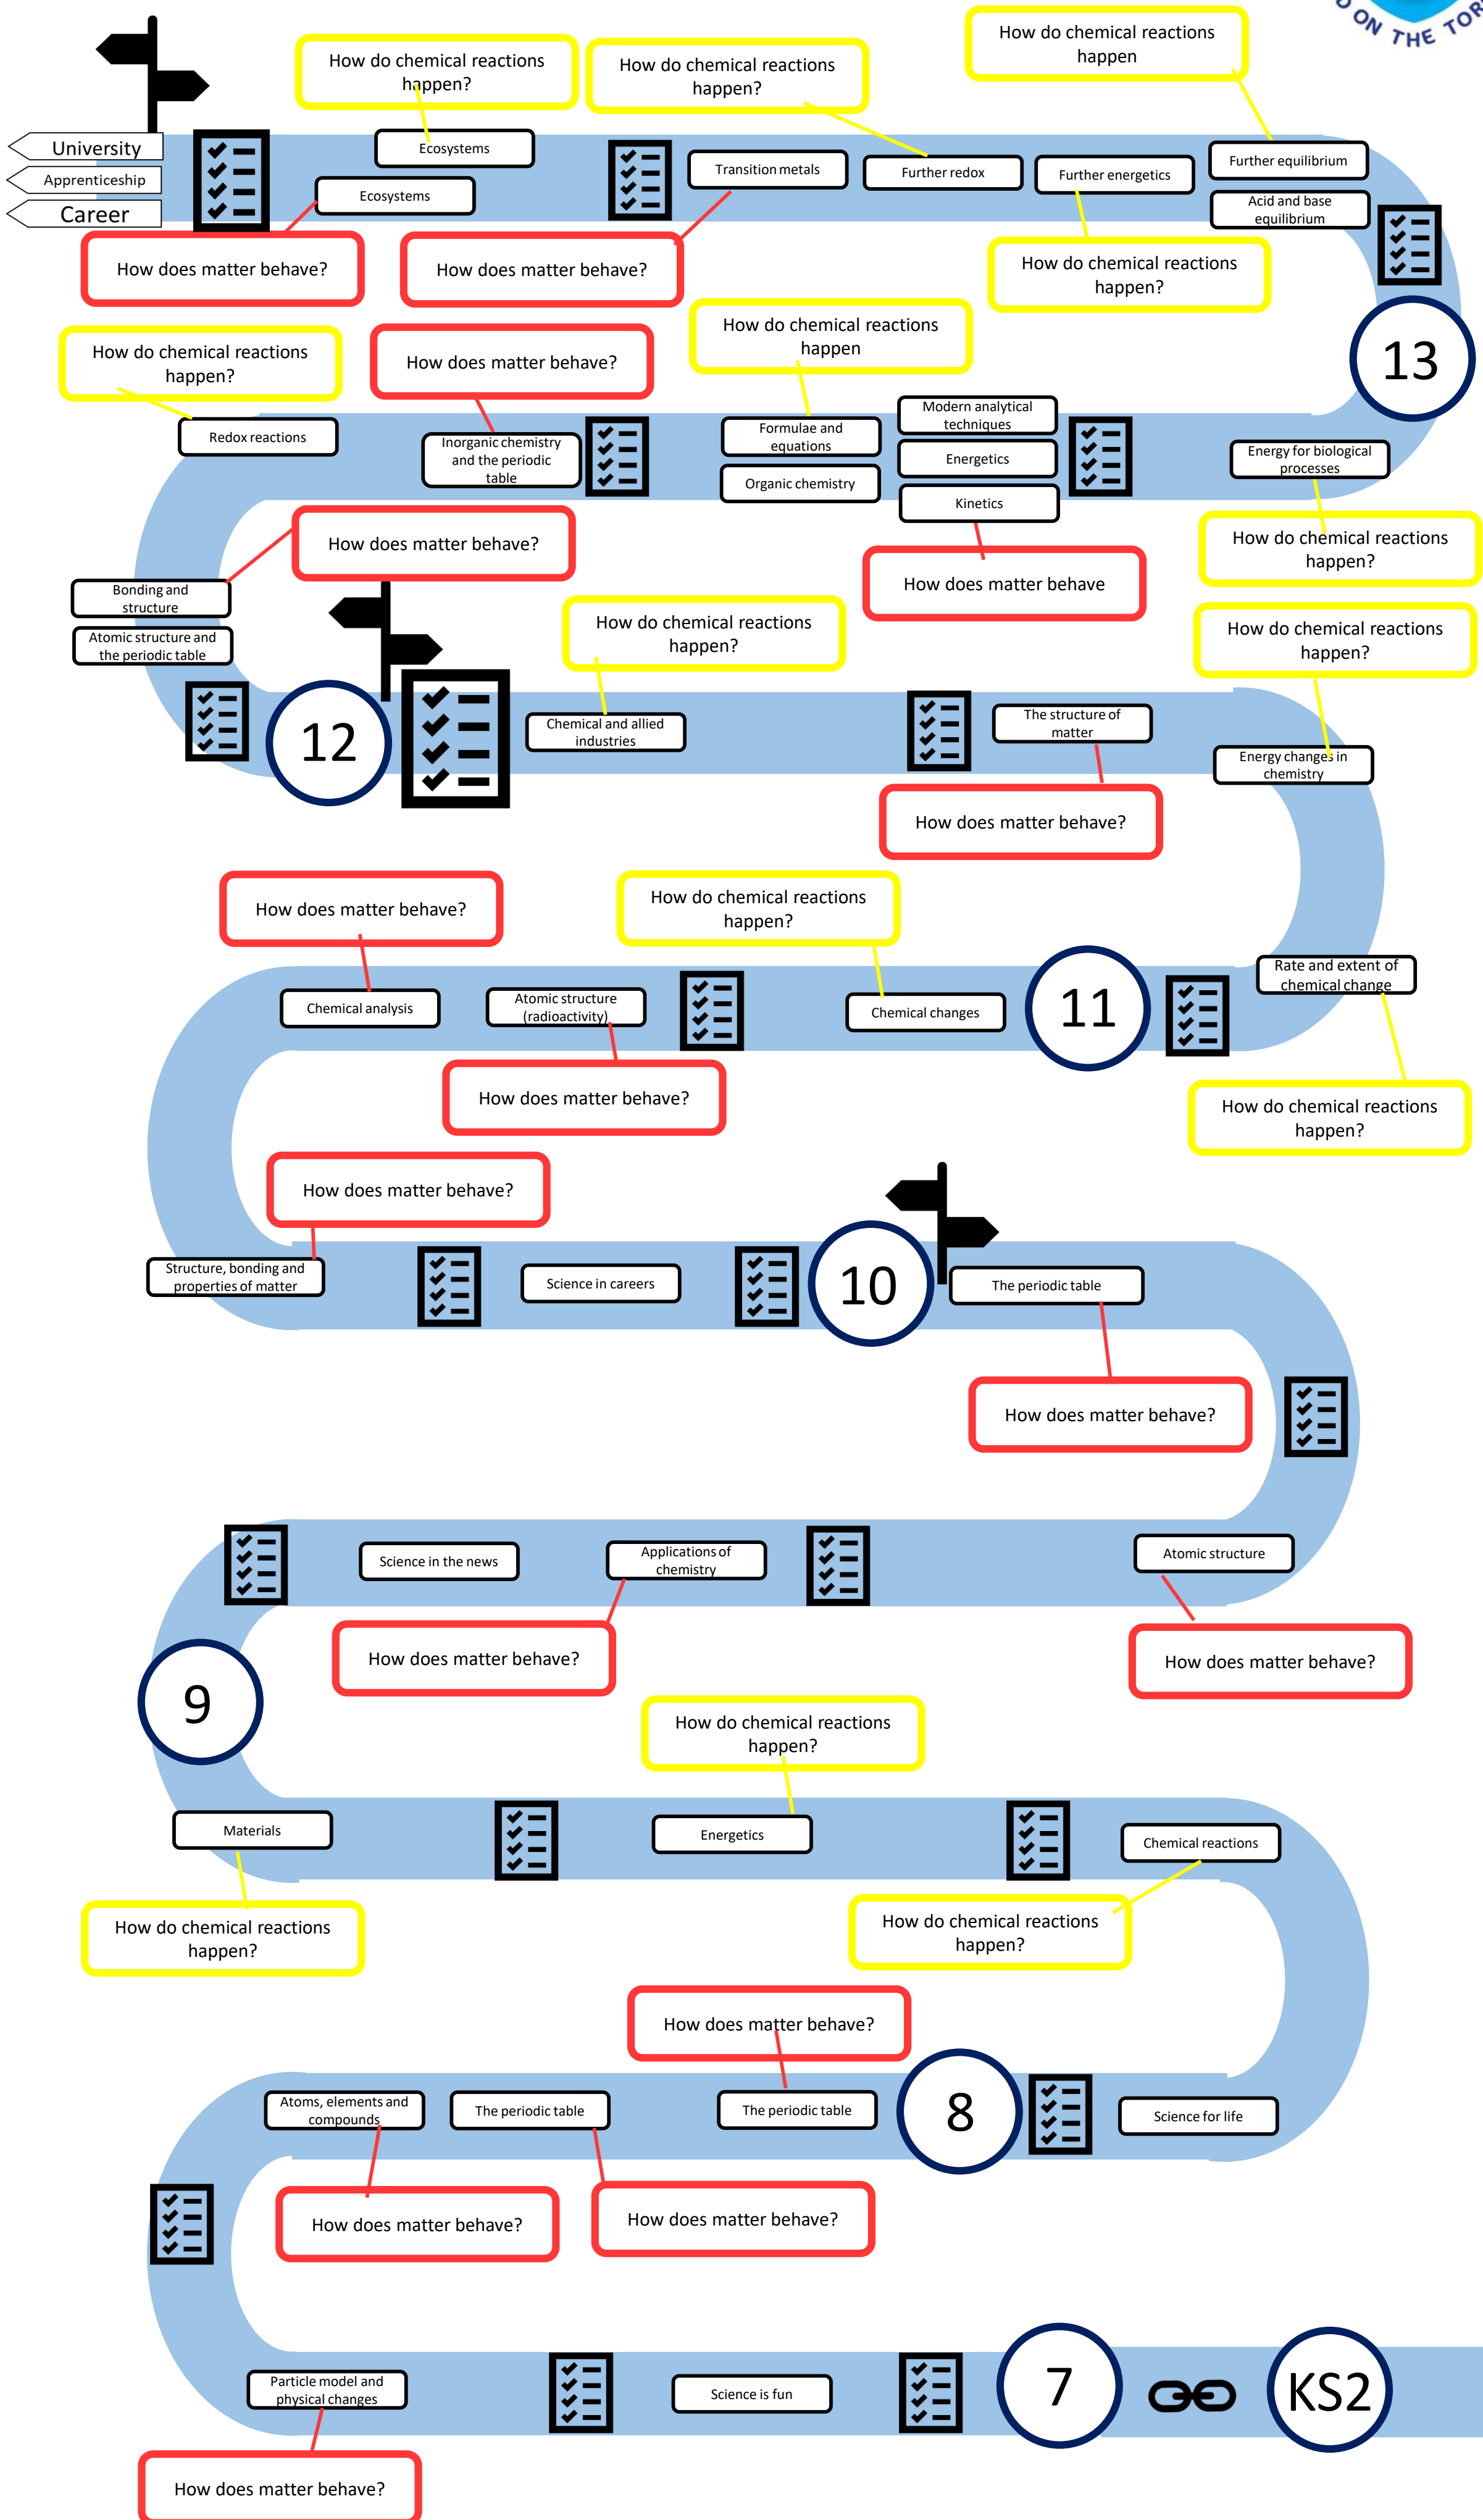 D ON THE TOR
How do chemical reactions
happen
How do chemical reactions
happen?
How do chemical reactions
happen?
University
Apprenticeship
Career
Ecosystems
Ecosystems
Transition metals
Further redox
Further energetics
Further equilibrium
Acid and base
equilibrium
How does matter behave?
How does matter behave?
How do chemical reactions
happen?
How do chemical reactions
happen?
How does matter behave?
How do chemical reactions
happen
13
Redox reactions
Inorganic chemistry
and the periodic
table
Formulae and
equations
Organic chemistry
Modern analytical
techniques
Energetics
Kinetics
Energy for biological
processes
How does matter behave?
How does matter behave
How do chemical reactions
happen?
Bonding and
structure
Atomic structure and
the periodic table
How do chemical reactions
happen?
How do chemical reactions
happen?
12
Chemical and allied
industries
The structure of
matter
Energy changes in
chemistry
How does matter behave?
How does matter behave?
How do chemical reactions
happen?
Chemical analysis
Atomic structure
(radioactivity)
Chemical changes
11
Rate and extent of
chemical change
How does matter behave?
How do chemical reactions
happen?
How does matter behave?
Structure, bonding and
properties of matter
Science in careers
10
The periodic table
How does matter behave?
Science in the news
Applications of
chemistry
Atomic structure
How does matter behave?
How does matter behave?
9
How do chemical reactions
happen?
Materials
Energetics
Chemical reactions
How do chemical reactions
happen?
How do chemical reactions
happen?
How does matter behave?
Atoms, elements and
compounds
The periodic table
The periodic table
8
Science for life
How does matter behave?
How does matter behave?
Particle model and
physical changes
Science is fun
7
KS2
How does matter behave?